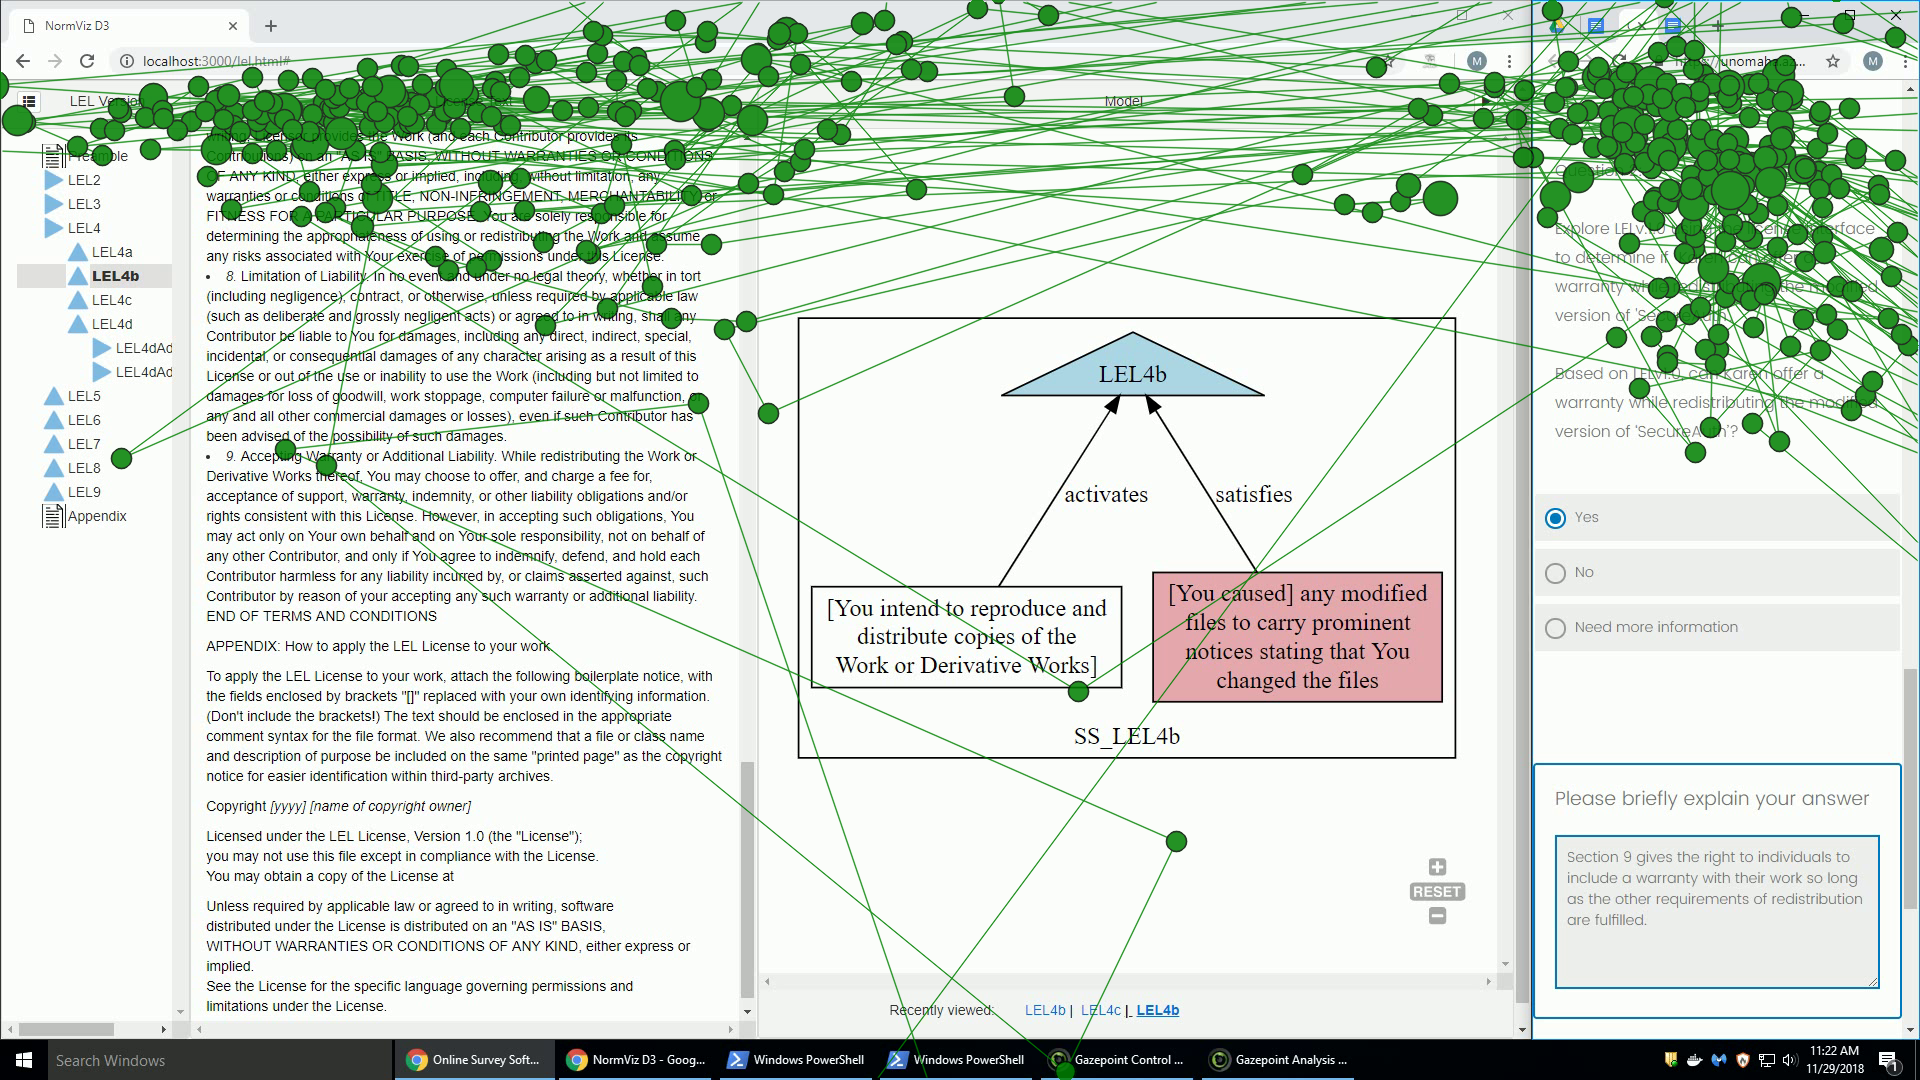 NormViz D3
localhost:3000/lel.html#
M
https://unomaha.az...
M
LEL Version
Text
Model
Preamble
LEL2
LEL3
LEL4
LEL4a
LEL4b
LEL4c
LEL4d
LEL4dAd
LEL4dAd
LEL5
LEL6
LEL7
LEL8
LEL9
Appendix
writing, Licensor provides the Work (and each Contributor provides its
Contributions) on an "AS IS" BASIS, WITHOUT WARRANTIES OR CONDITIONS
OF ANY KIND, either express or implied, including, without limitation, any
warranties or conditions of TITLE, NON-INFRINGEMENT, MERCHANTABILITY, or
FITNESS FOR A PARTICULAR PURPOSE. You are solely responsible for
determining the appropriateness of using or redistributing the Work and assume
any risks associated with Your exercise of permissions under this License.
• 8. Limitation of Liability. In no event and under no legal theory, whether in tort
(including negligence), contract, or otherwise, unless required by applicable law
(such as deliberate and grossly negligent acts) or agreed to in writing, shall any
Contributor be liable to You for damages, including any direct, indirect, special,
incidental, or consequential damages of any character arising as a result of this
License or out of the use or inability to use the Work (including but not limited to
damages for loss of goodwill, work stoppage, computer failure or malfunction, or
any and all other commercial damages or losses), even if such Contributor has
been advised of the possibility of such damages.
• 9. Accepting Warranty or Additional Liability. While redistributing the Work or
Derivative Works thereof, You may choose to offer, and charge a fee for,
acceptance of support, warranty, indemnity, or other liability obligations and/or
rights consistent with this License. However, in accepting such obligations, You
may act only on Your own behalf and on Your sole responsibility, not on behalf of
any other Contributor, and only if You agree to indemnify, defend, and hold each
Contributor harmless for any liability incurred by, or claims asserted against, such
Contributor by reason of your accepting any such warranty or additional liability.
END OF TERMS AND CONDITIONS
APPENDIX: How to apply the LEL License to your work
To apply the LEL License to your work, attach the following boilerplate notice, with
the fields enclosed by brackets "[]" replaced with your own identifying information.
(Don't include the brackets!) The text should be enclosed in the appropriate
comment syntax for the file format. We also recommend that a file or class name
and description of purpose be included on the same "printed page" as the copyright
notice for easier identification within third-party archives.
Copyright [yyyy] [name of copyright owner]
Licensed under the LEL License, Version 1.0 (the "License");
you may not use this file except in compliance with the License.
You may obtain a copy of the License at
Unless required by applicable law or agreed to in writing, software
distributed under the License is distributed on an "AS IS" BASIS,
WITHOUT WARRANTIES OR CONDITIONS OF ANY KIND, either express or
implied.
See the License for the specific language governing permissions and
limitations under the License.
LEL4b
activates
satisfies
[You intend to reproduce and
distribute copies of the
Work or Derivative Works]
[You caused] any modified
files to carry prominent
notices stating that You
changed the files
SS_LEL4b
RESET
Recently viewed: LEL4b | LEL4c | LEL4b
Explore LELv1.0 using the license interface
to determine if Karen can offer a
warranty while redistributing the modified
version of 'SecureAuth'.
Based on LELv1.0, can Karen offer a
warranty while redistributing the modified
version of 'SecureAuth'?
Yes
No
Need more information
Please briefly explain your answer
Section 9 gives the right to individuals to
include a warranty with their work so long
as the other requirements of redistribution
are fulfilled.
Search Windows
Online Survey Soft...
NormViz D3 - Goog...
Windows PowerShell
Windows PowerShell
Gazepoint Control ...
Gazepoint Analysis ...
11:22 AM
11/29/2018
1